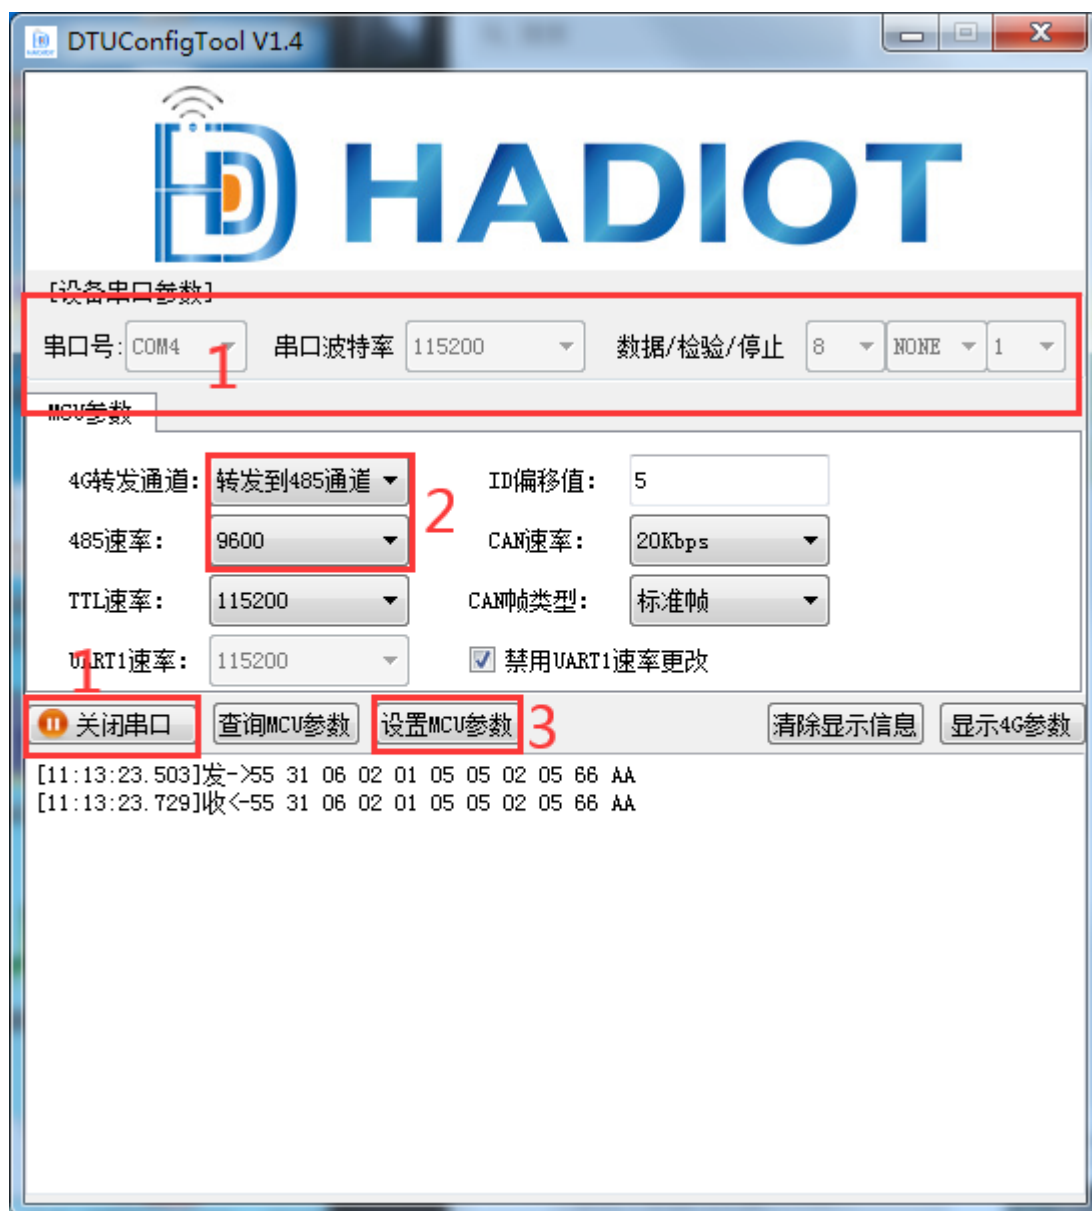 DTUConfigTool V1.4
HADIOT
[设备串口参数]
串口号: COM4 串口波特率 115200 数据/检验/停止 8 NONE 1
1
MCU参数
4G转发通道: 转发到485通道 ID偏移值: 5
2
485速率: 9600 CAN速率: 20Kbps
TTL速率: 115200 CAN帧类型: 标准帧
UART1速率: 115200 禁用UART1速率更改
1
关闭串口 查询MCU参数 设置MCU参数 3 清除显示信息 显示4G参数
[11:13:23.503]发->55 31 06 02 01 05 05 02 05 66 AA
[11:13:23.729]收<-55 31 06 02 01 05 05 02 05 66 AA